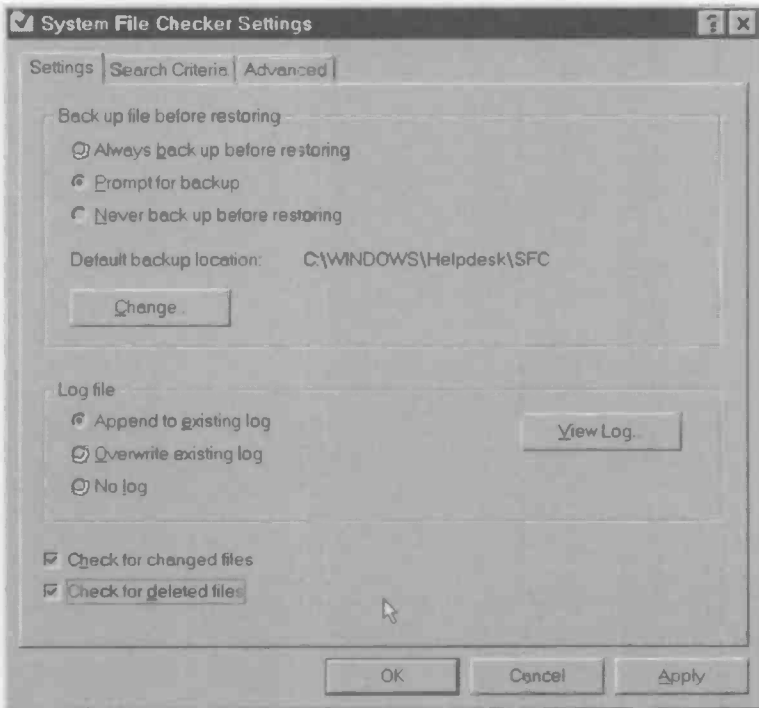 System File Checker Settings
Settings Search Criteria Advanced
Back up file before restoring
Always back up before restoring
Prompt for backup
Never back up before restoring
Default backup location: C:\WINDOWS\Helpdesk\SFC
Change...
Log file
Append to existing log
View Log...
Overwrite existing log
No log
Check for changed files
Check for deleted files
OK Cancel Apply